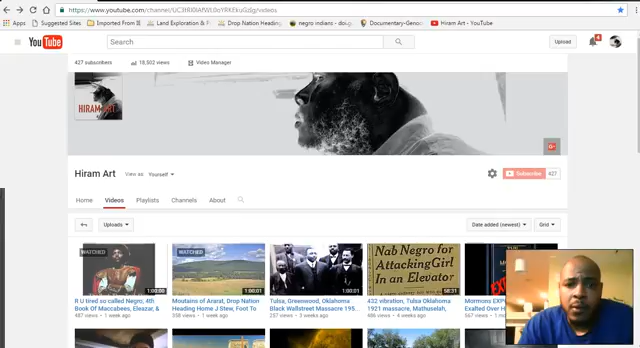 https://www.youtube.com/channel/
Apps
Suggested Sites
Imported From IE
Land Exploration & F
Drop Nation Heading
negro indians - doug
Documentary-Genoc
Hiram Art - YouTube
YouTube
Search
Upload
4
427 subscribers
18,502 views
Video Manager
HIRAM ART
G+
Hiram Art
View as: Yourself
Subscribe
427
Home
Videos
Playlists
Channels
About
Uploads
Date added (newest)
Grid
WATCHED
1:00:06
WATCHED
1:00:01
1:00:01
Nab Negro for
Attacking Girl
In an Elevator
58:31
R U tired so called Negro, 4th
Book Of Maccabees, Eleazar, &
487 views • 1 week ago
Moutains of Ararat, Drop Nation
Heading Home J-Stew, Foot To
358 views • 1 week ago
Tulsa, Greenwood, Oklahoma
Black Wallstreet Massacre 195...
257 views • 3 weeks ago
432 vibration, Tulsa Oklahoma
1921 massacre, Mathuselah,
486 views • 4 weeks ago
Mormons EXP
Exalted Over H